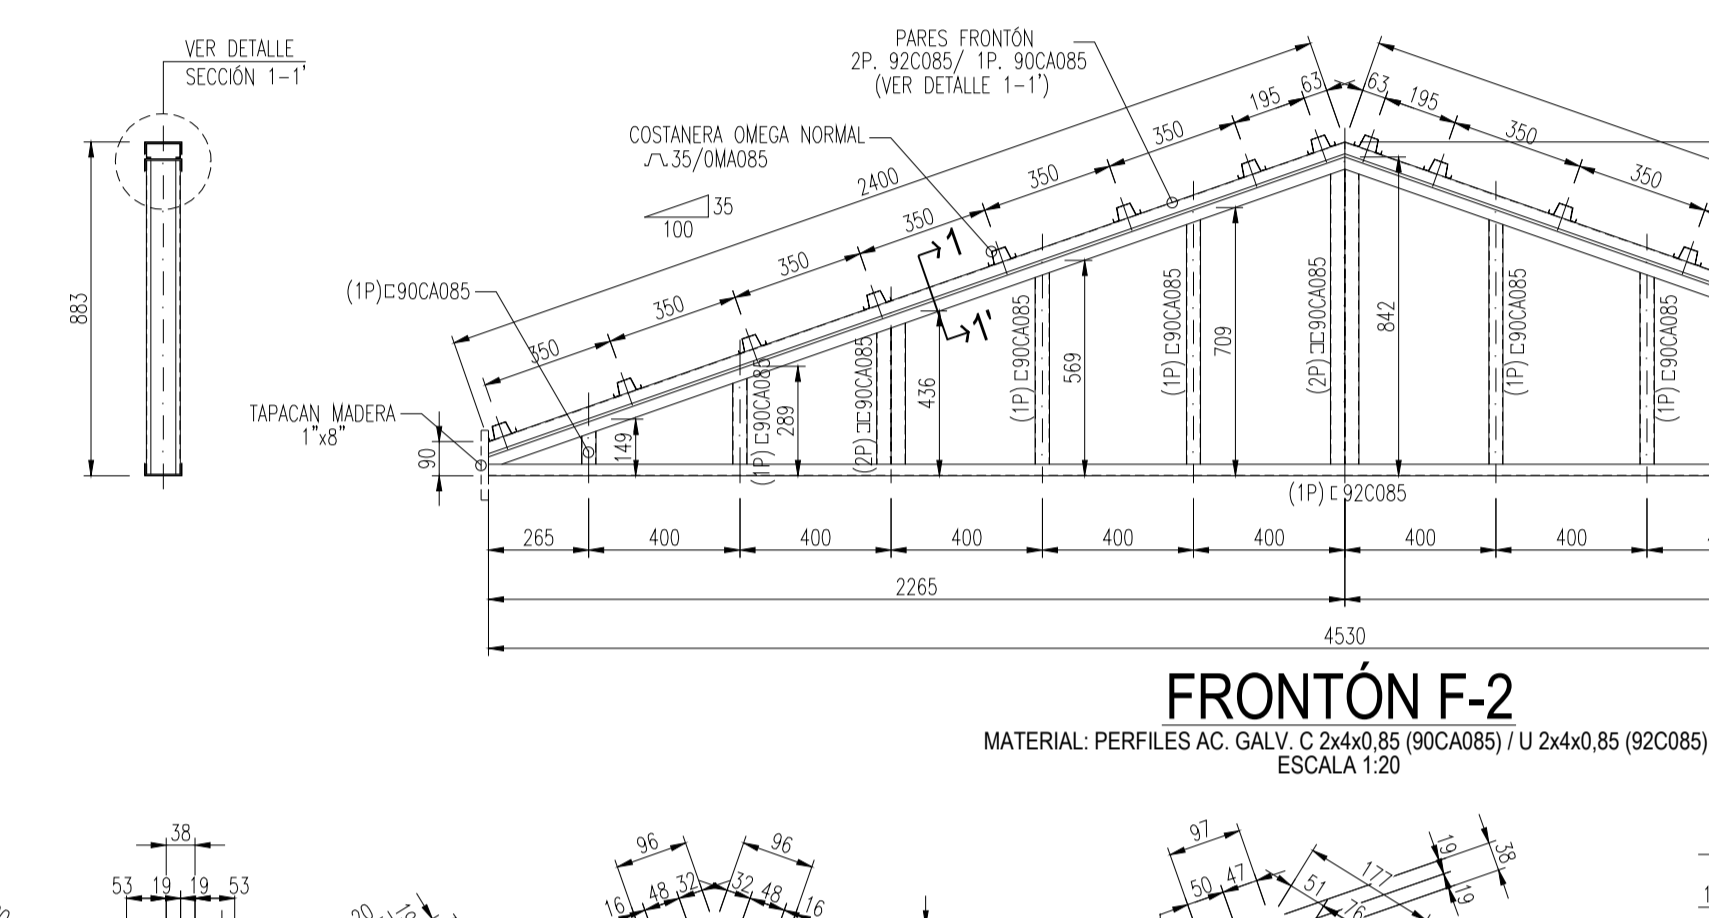 VER DETALLE
SECCIÓN 1-1'
883
PARES FRONTÓN
2P. 92C085/ 1P. 90CA085
(VER DETALLE 1-1')
COSTANERA OMEGA NORMAL
35/OMA085
35
100
2400
(1P) 90CA085
TAPACAN MADERA
1"x8"
90
350
350
350
350
350
350
195
63
63
195
350
350
1
1'
149
(1P) 90CA085
289
(2P) 90CA085
436
(1P) 90CA085
569
(1P) 90CA085
709
(2P) 90CA085
842
(1P) 90CA085
(1P) 90CA085
(1P) 92C085
265
400
400
400
400
400
400
400
2265
4530
FRONTÓN F-2
MATERIAL: PERFILES AC. GALV. C 2x4x0,85 (90CA085) / U 2x4x0,85 (92C085)
ESCALA 1:20
38
53 19 19 53
96
96
16 48 32
32 48 16
97
50 47
51
177
76
19
38
19